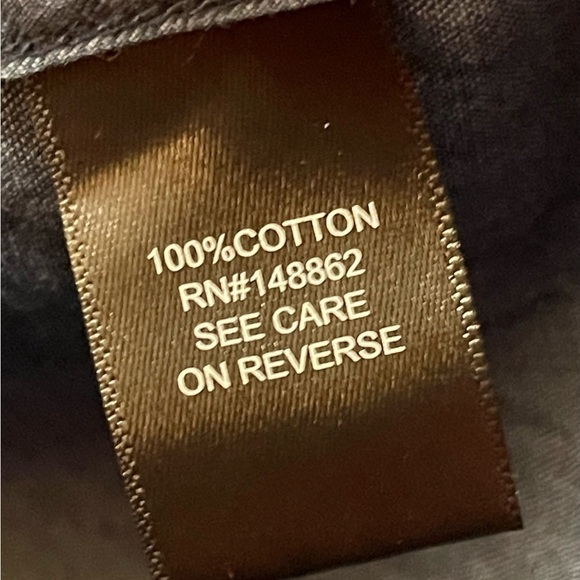 100%COTTON
RN#148862
SEE CARE
ON REVERSE